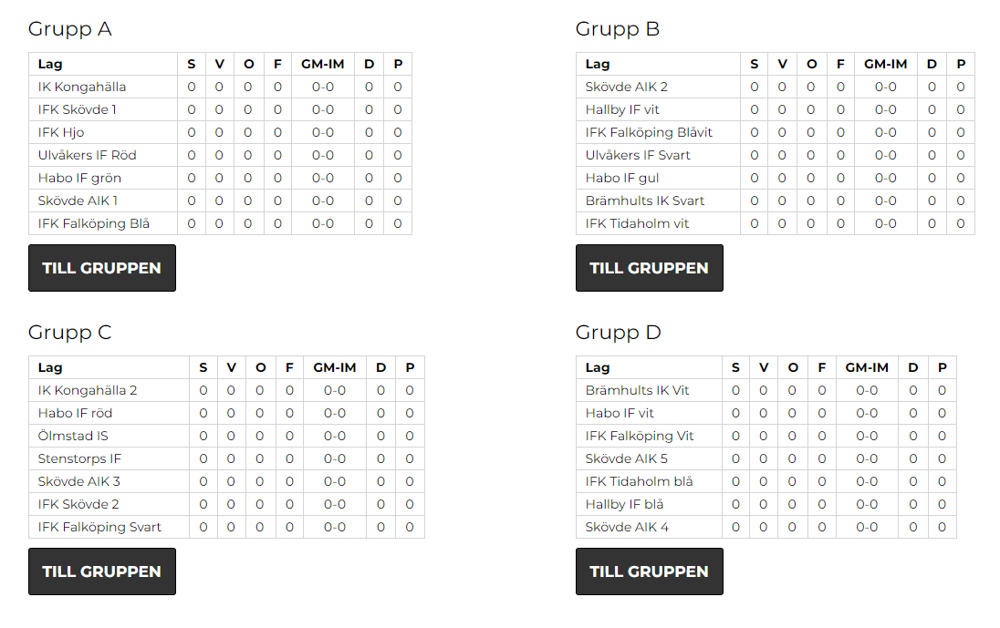 Grupp A
Lag S V O F GM-IM D P
IK Kongahälla 0 0 0 0 0-0 0 0
IFK Skövde 1 0 0 0 0 0-0 0 0
IFK Hjo 0 0 0 0 0-0 0 0
Ulvåkers IF Röd 0 0 0 0 0-0 0 0
Habo IF grön 0 0 0 0 0-0 0 0
Skövde AIK 1 0 0 0 0 0-0 0 0
IFK Falköping Blå 0 0 0 0 0-0 0 0
TILL GRUPPEN
Grupp B
Lag S V O F GM-IM D P
Skövde AIK 2 0 0 0 0 0-0 0 0
Hallby IF vit 0 0 0 0 0-0 0 0
IFK Falköping Blåvit 0 0 0 0 0-0 0 0
Ulvåkers IF Svart 0 0 0 0 0-0 0 0
Habo IF gul 0 0 0 0 0-0 0 0
Brämhults IK Svart 0 0 0 0 0-0 0 0
IFK Tidaholm vit 0 0 0 0 0-0 0 0
TILL GRUPPEN
Grupp C
Lag S V O F GM-IM D P
IK Kongahälla 2 0 0 0 0 0-0 0 0
Habo IF röd 0 0 0 0 0-0 0 0
Ölmstad IS 0 0 0 0 0-0 0 0
Stenstorps IF 0 0 0 0 0-0 0 0
Skövde AIK 3 0 0 0 0 0-0 0 0
IFK Skövde 2 0 0 0 0 0-0 0 0
IFK Falköping Svart 0 0 0 0 0-0 0 0
TILL GRUPPEN
Grupp D
Lag S V O F GM-IM D P
Brämhults IK Vit 0 0 0 0 0-0 0 0
Habo IF vit 0 0 0 0 0-0 0 0
IFK Falköping Vit 0 0 0 0 0-0 0 0
Skövde AIK 5 0 0 0 0 0-0 0 0
IFK Tidaholm blå 0 0 0 0 0-0 0 0
Hallby IF blå 0 0 0 0 0-0 0 0
Skövde AIK 4 0 0 0 0 0-0 0 0
TILL GRUPPEN